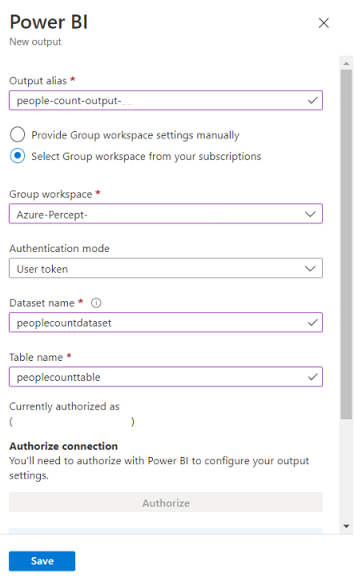 Power BI
New output
Output alias *
people-count-output-..
Provide Group workspace settings manually
Select Group workspace from your subscriptions
Group workspace *
Azure-Percept-
Authentication mode
User token
Dataset name *
peoplecountdataset
Table name *
peoplecounttable
Currently authorized as
( )
Authorize connection
You'll need to authorize with Power BI to configure your output
settings.
Authorize
Save